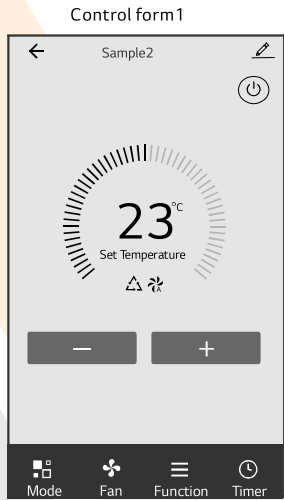 Control form1
Sample2
23°C
Set Temperature
A
Mode Fan Function Timer